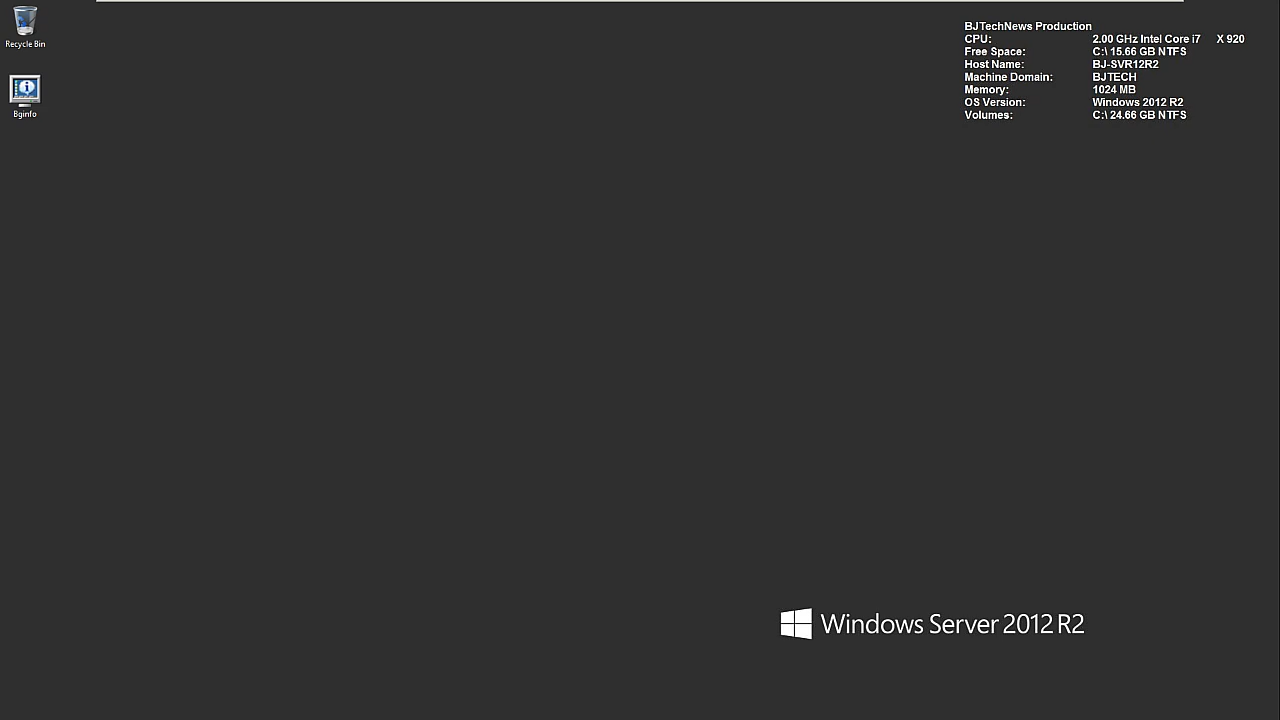 Recycle Bin
Bginfo
BJTechNews Production
CPU: 2.00 GHz Intel Core i7 X 920
Free Space: C:\ 15.66 GB NTFS
Host Name: BJ-SVR12R2
Machine Domain: BJTECH
Memory: 1024 MB
OS Version: Windows 2012 R2
Volumes: C:\ 24.66 GB NTFS
Windows Server 2012 R2